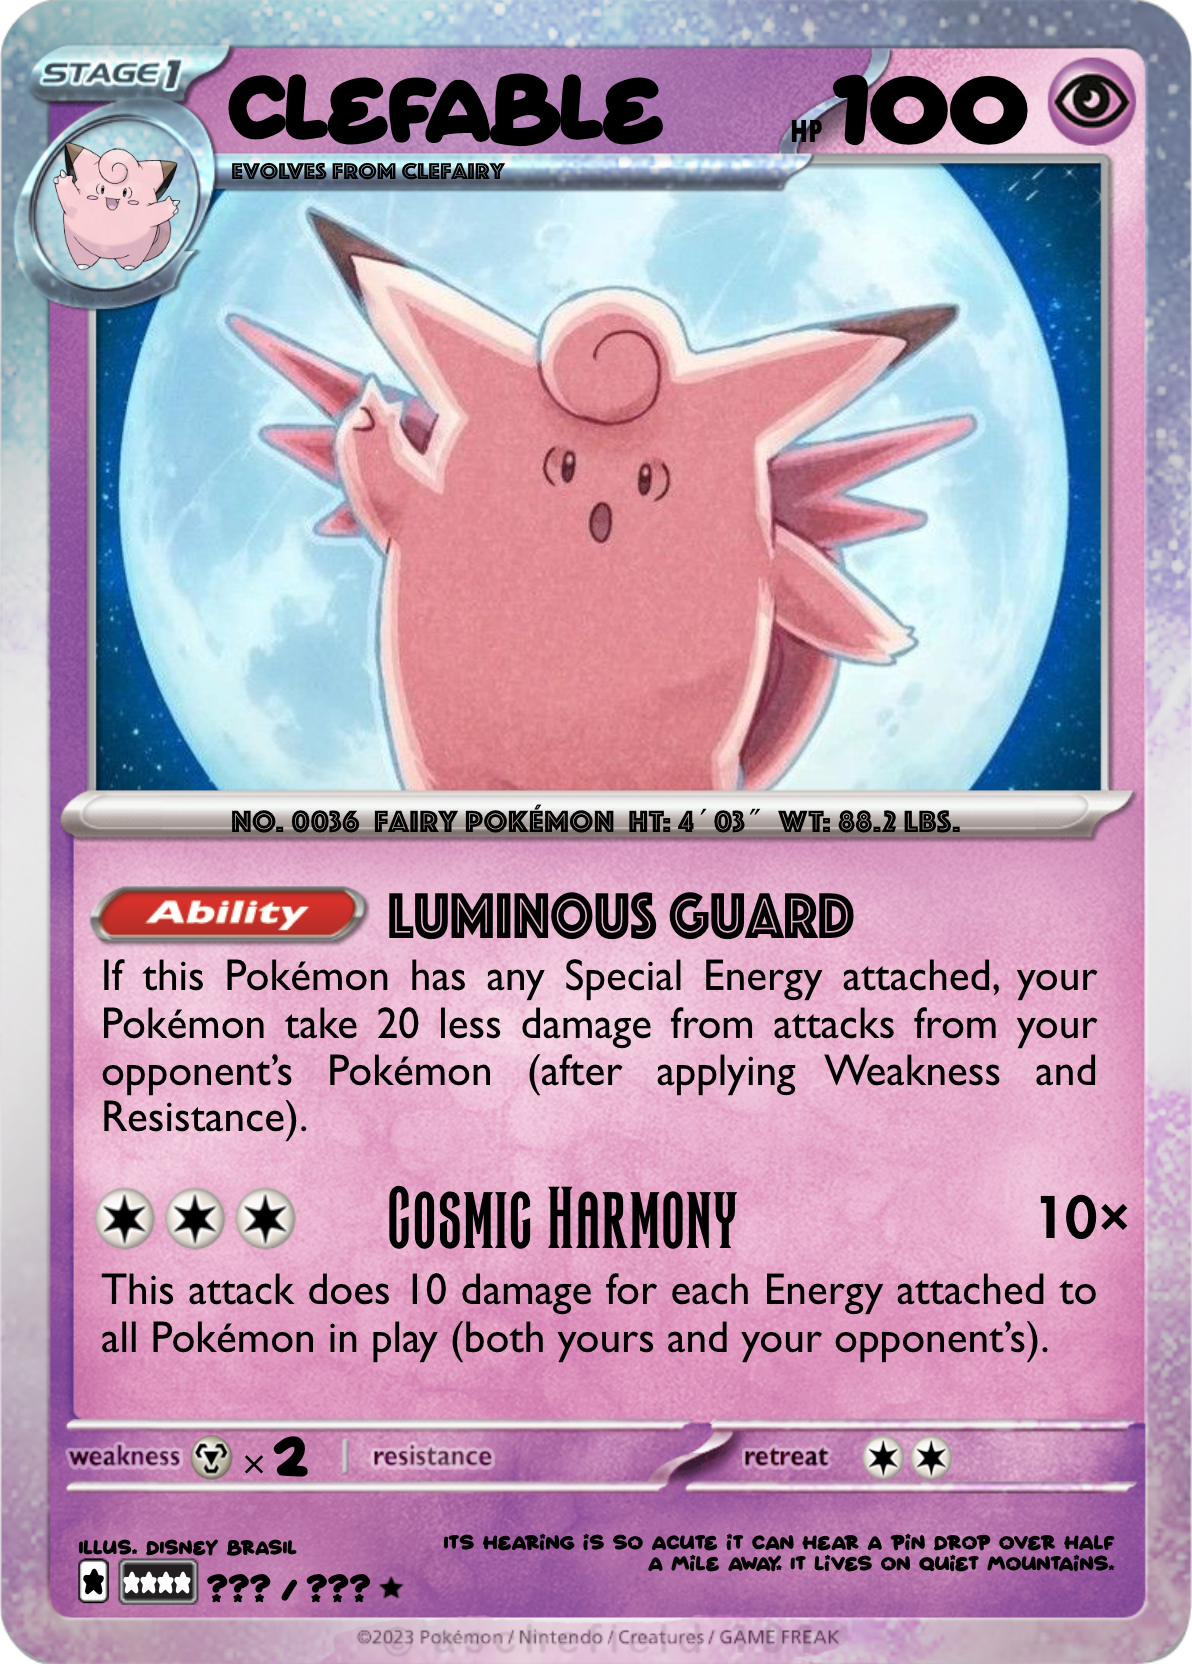 STAGE1
CLEFABLE
HP 100
EVOLVES FROM CLEFAIRY
NO. 0036 FAIRY POKÉMON HT: 4´03˝ WT: 88.2 LBS.
Ability LUMINOUS GUARD
If this Pokémon has any Special Energy attached, your
Pokémon take 20 less damage from attacks from your
opponent’s Pokémon (after applying Weakness and
Resistance).
COSMIC HARMONY 10×
This attack does 10 damage for each Energy attached to
all Pokémon in play (both yours and your opponent’s).
weakness ×2 resistance retreat
ILLUS. DISNEY BRASIL
ITS HEARING IS SO ACUTE IT CAN HEAR A PIN DROP OVER HALF
A MILE AWAY. IT LIVES ON QUIET MOUNTAINS.
??? / ??? ★
©2023 Pokémon / Nintendo / Creatures / GAME FREAK